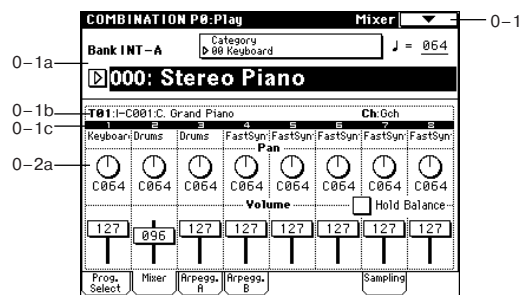 COMBINATION P0:Play Mixer 0–1
Category
Bank INT–A 00 Keyboard ♩ = 064
0–1a
000: Stereo Piano
0–1b T01:I–C001:C. Grand Piano Ch:Gch
0–1c 1 2 3 4 5 6 7 8
Keyboar Drums Drums FastSyn FastSyn FastSyn FastSyn FastSyn
Pan
0–2a
C064 C064 C064 C064 C064 C064 C064 C064
Volume Hold Balance
127 096 127 127 127 127 127 127
Prog. Select Mixer Arpegg. A Arpegg. B Sampling